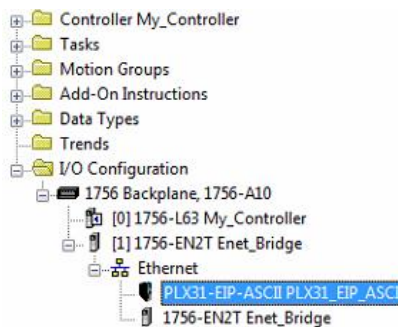 Controller My_Controller
Tasks
Motion Groups
Add-On Instructions
Data Types
Trends
I/O Configuration
1756 Backplane, 1756-A10
[0] 1756-L63 My_Controller
[1] 1756-EN2T Enet_Bridge
Ethernet
PLX31-EIP-ASCII PLX31_EIP_ASCI
1756-EN2T Enet_Bridge